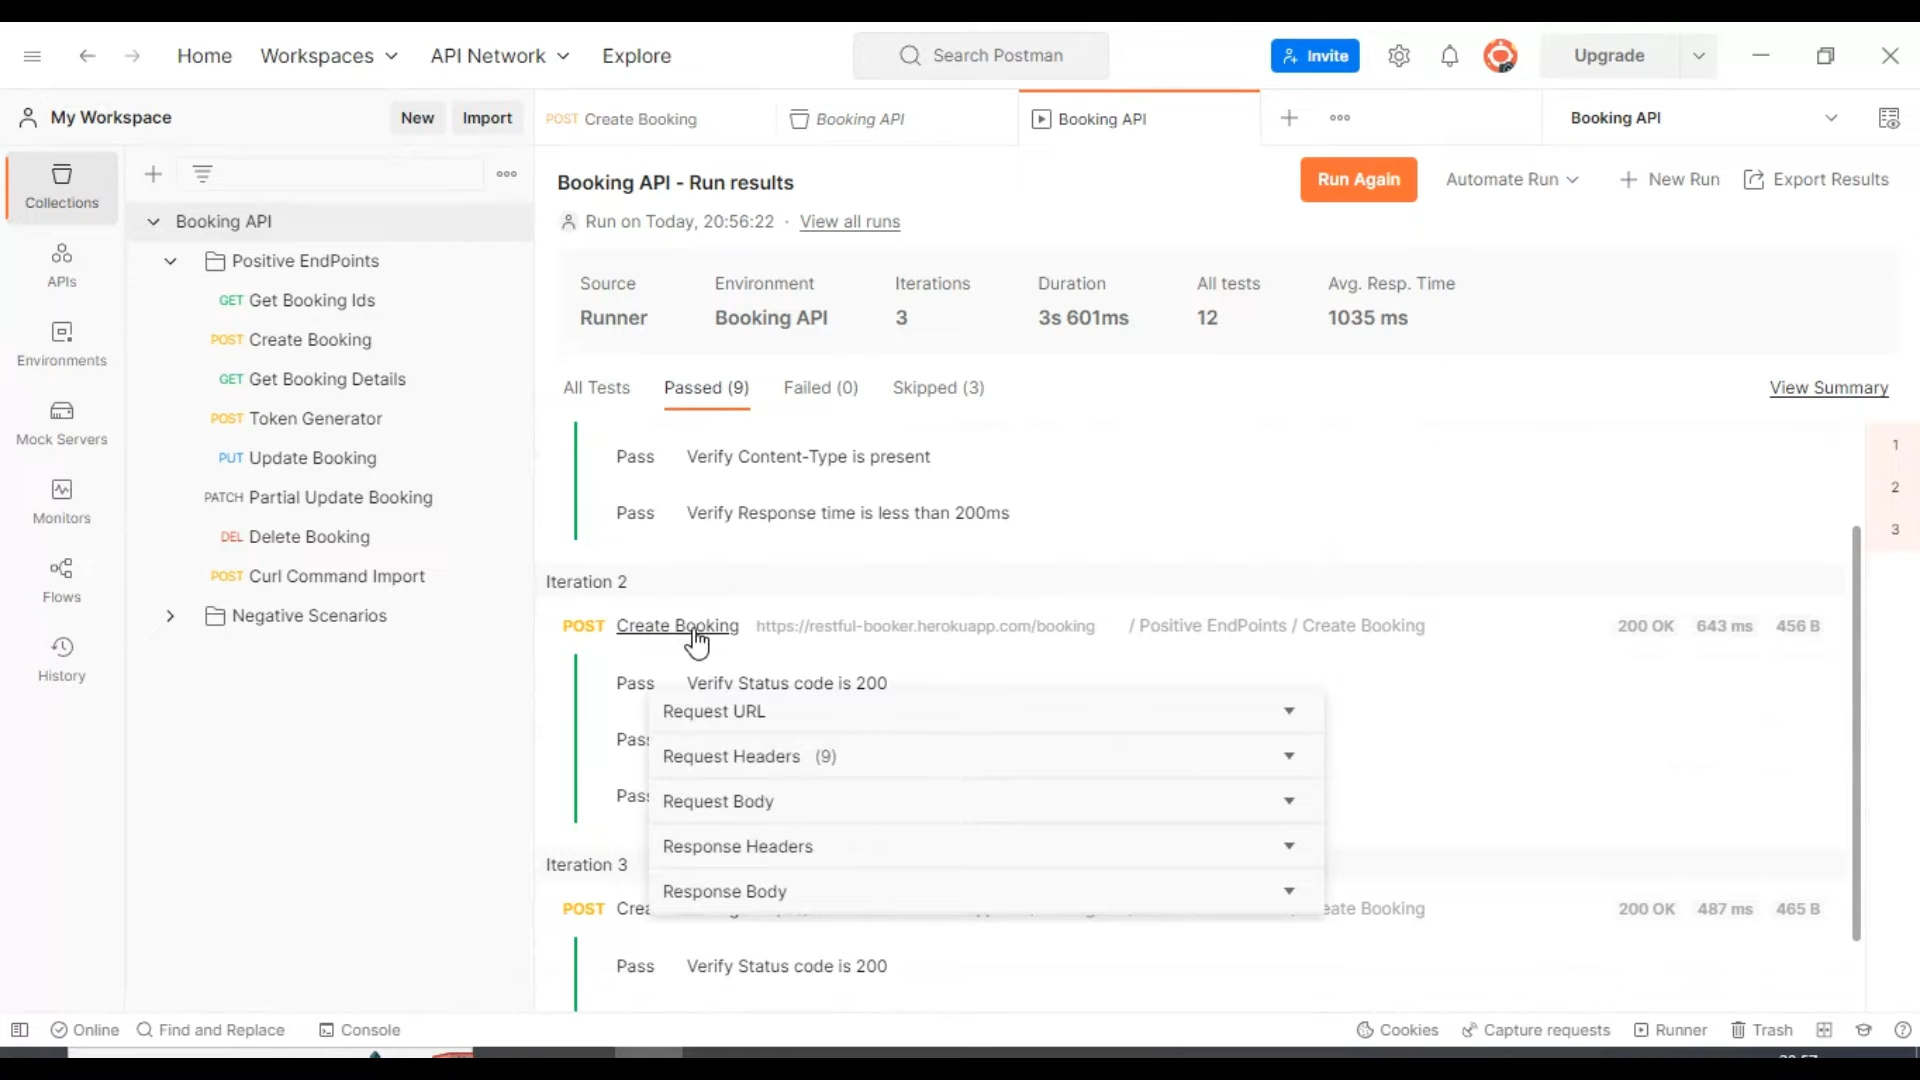 Home Workspaces API Network Explore Search Postman Invite Upgrade
My Workspace New Import POST Create Booking Booking API Booking API Booking API
Collections
APIs
Environments
Mock Servers
Monitors
Flows
History
Booking API
Positive EndPoints
GET Get Booking Ids
POST Create Booking
GET Get Booking Details
POST Token Generator
PUT Update Booking
PATCH Partial Update Booking
DEL Delete Booking
POST Curl Command Import
Negative Scenarios
Booking API - Run results
Run Again Automate Run New Run Export Results
Run on Today, 20:56:22 · View all runs
Source Environment Iterations Duration All tests Avg. Resp. Time
Runner Booking API 3 3s 601ms 12 1035 ms
All Tests Passed (9) Failed (0) Skipped (3) View Summary
Pass Verify Content-Type is present
Pass Verify Response time is less than 200ms
1
2
3
Iteration 2
POST Create Booking https://restful-booker.herokuapp.com/booking / Positive EndPoints / Create Booking 200 OK 643 ms 456 B
Pass Verify Status code is 200
Request URL
Pass
Request Headers (9)
Pass
Request Body
Response Headers
Iteration 3
Response Body
POST Crea eate Booking 200 OK 487 ms 465 B
Pass Verify Status code is 200
Online Find and Replace Console Cookies Capture requests Runner Trash